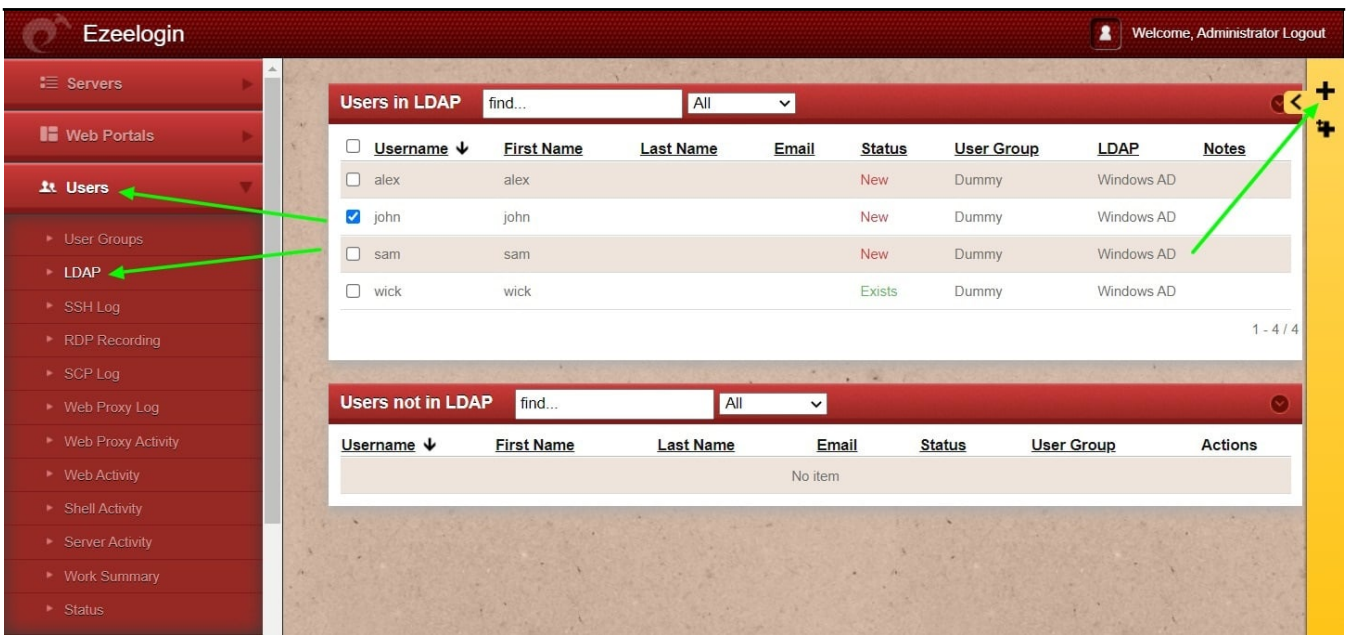 Ezeelogin
Welcome, Administrator Logout
Servers
Web Portals
Users
User Groups
LDAP
SSH Log
RDP Recording
SCP Log
Web Proxy Log
Web Proxy Activity
Web Activity
Shell Activity
Server Activity
Work Summary
Status
Users in LDAP find... All
Username First Name Last Name Email Status User Group LDAP Notes
alex alex New Dummy Windows AD
john john New Dummy Windows AD
sam sam New Dummy Windows AD
wick wick Exists Dummy Windows AD
1 - 4 / 4
Users not in LDAP find... All
Username First Name Last Name Email Status User Group Actions
No item